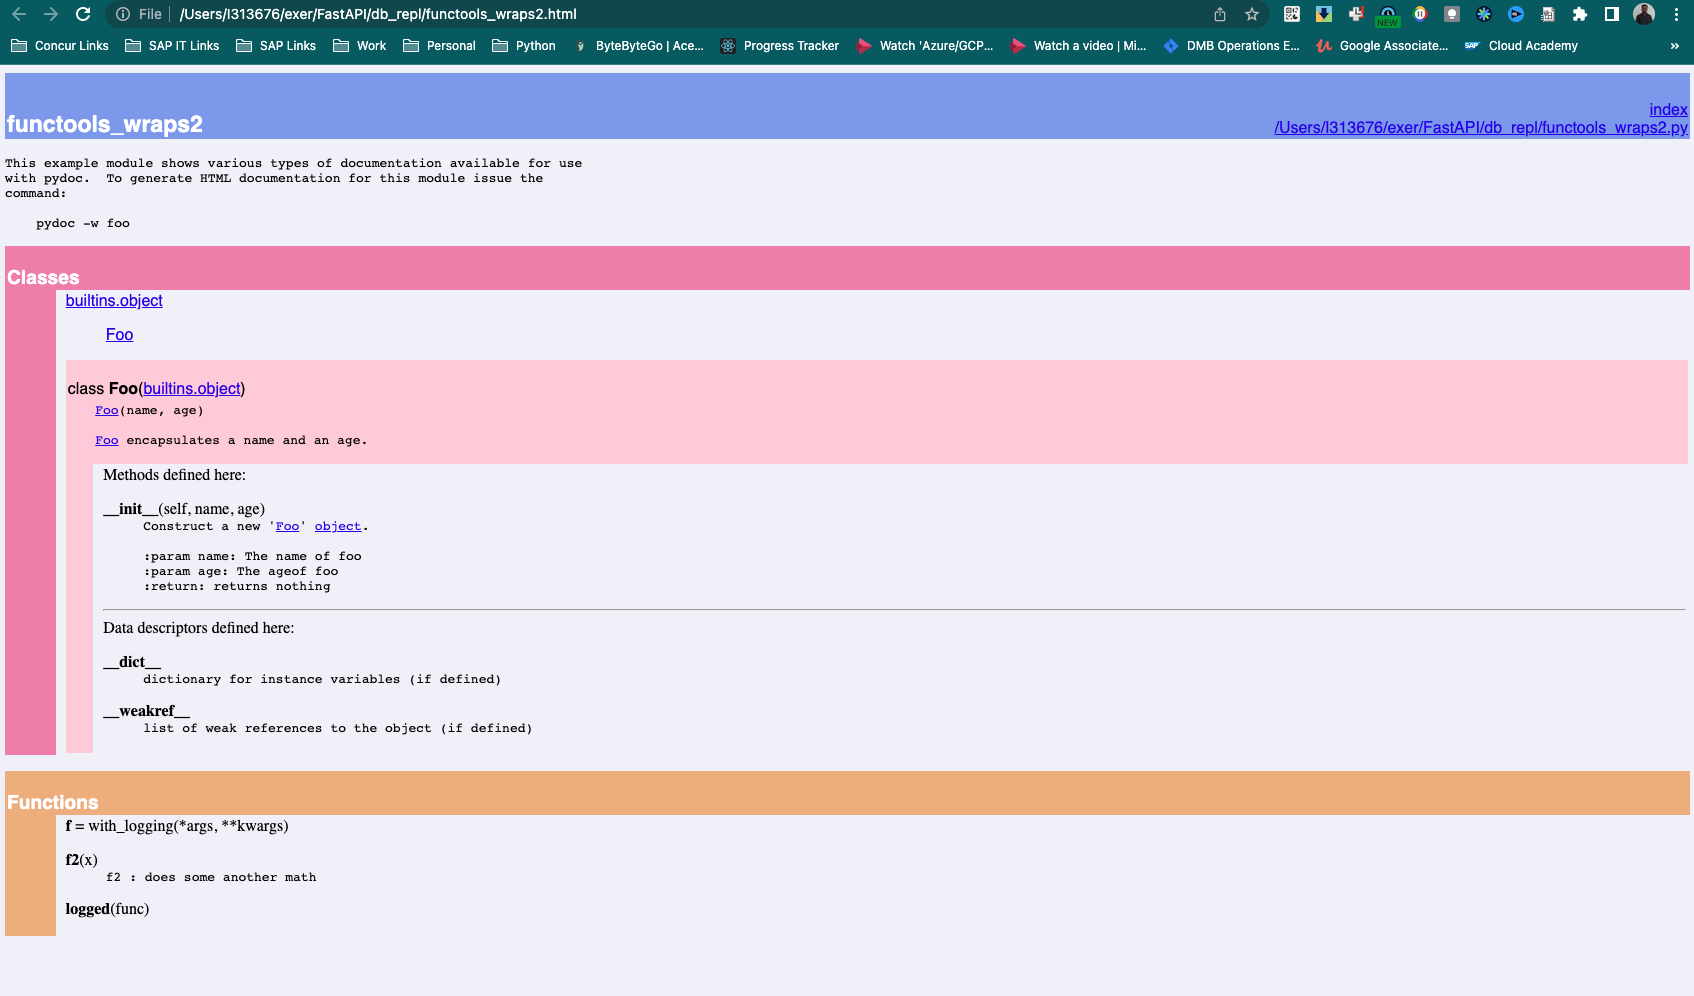 File /Users/I313676/exer/FastAPI/db_repl/functools_wraps2.html
NEW
Concur Links SAP IT Links SAP Links Work Personal Python ByteByteGo | Ace... Progress Tracker Watch 'Azure/GCP... Watch a video | Mi... DMB Operations E... Google Associate... SAP Cloud Academy »
index
functools_wraps2 /Users/I313676/exer/FastAPI/db_repl/functools_wraps2.py
This example module shows various types of documentation available for use
with pydoc.  To generate HTML documentation for this module issue the
command:
pydoc -w foo
Classes
builtins.object
Foo
class Foo(builtins.object)
Foo(name, age)
Foo encapsulates a name and an age.
Methods defined here:
__init__(self, name, age)
Construct a new 'Foo' object.
:param name: The name of foo
:param age: The ageof foo
:return: returns nothing
Data descriptors defined here:
__dict__
dictionary for instance variables (if defined)
__weakref__
list of weak references to the object (if defined)
Functions
f = with_logging(*args, **kwargs)
f2(x)
f2 : does some another math
logged(func)